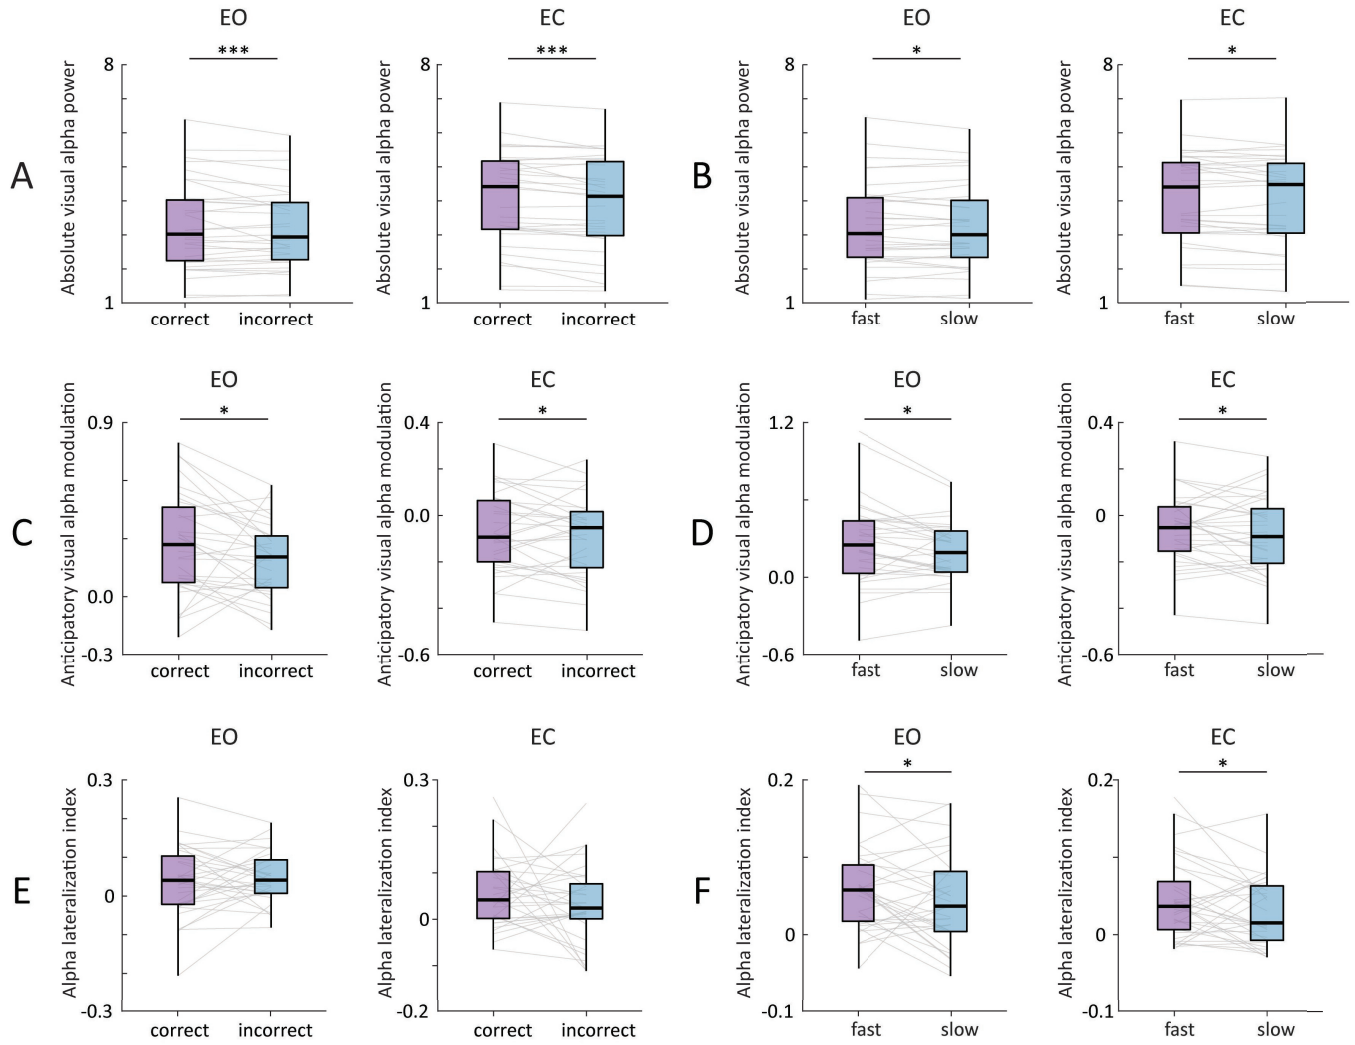 EO
EC
EO
EC
***
***
*
*
A
Absolute visual alpha power
8
1
correct
incorrect
Absolute visual alpha power
8
1
correct
incorrect
B
Absolute visual alpha power
8
1
fast
slow
Absolute visual alpha power
8
1
fast
slow
EO
EC
EO
EC
*
*
*
*
C
Anticipatory visual alpha modulation
0.9
0.0
-0.3
correct
incorrect
Anticipatory visual alpha modulation
0.4
0.0
-0.6
correct
incorrect
D
Anticipatory visual alpha modulation
1.2
0.0
-0.6
fast
slow
Anticipatory visual alpha modulation
0.4
0
-0.6
fast
slow
EO
EC
EO
EC
*
*
E
Alpha lateralization index
0.3
0
-0.3
correct
incorrect
Alpha lateralization index
0.3
0
-0.2
correct
incorrect
F
Alpha lateralization index
0.2
0
-0.1
fast
slow
Alpha lateralization index
0.2
0
-0.1
fast
slow